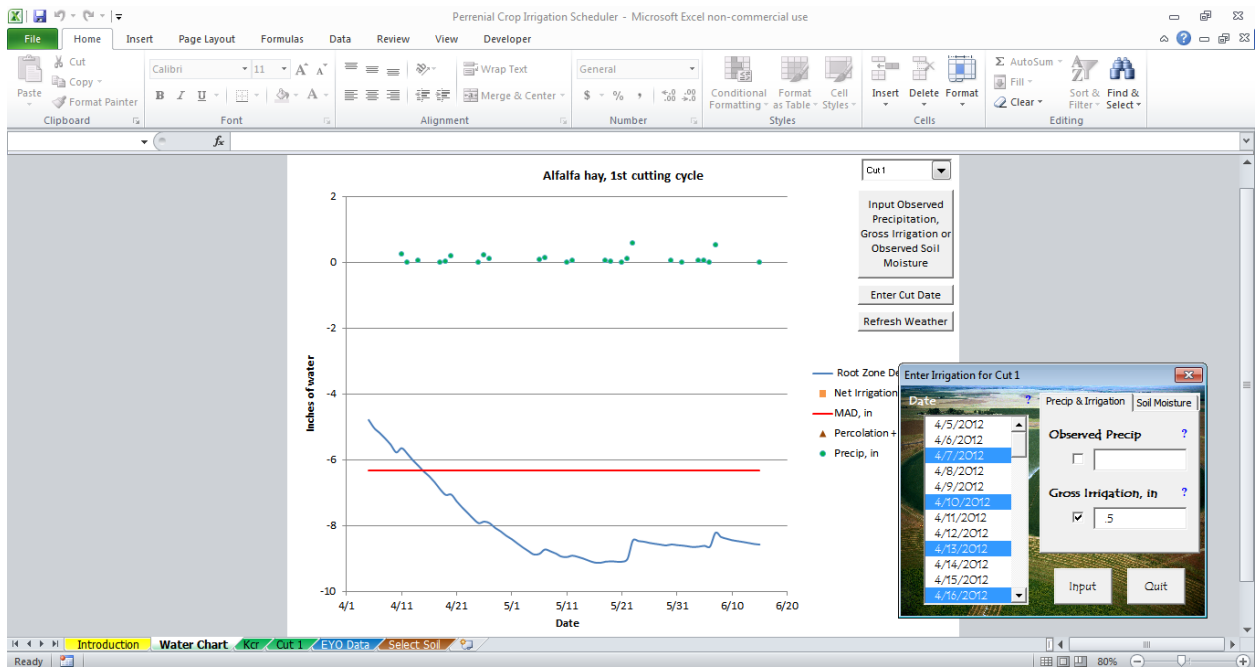 Perrenial Crop Irrigation Scheduler - Microsoft Excel non-commercial use
File Home Insert Page Layout Formulas Data Review View Developer
Paste
Cut
Copy
Format Painter
Clipboard
Calibri 11
B I U
Font
Wrap Text
Merge & Center
Alignment
General
$ % ,
Number
Conditional Formatting
Format as Table
Cell Styles
Styles
Insert Delete Format
Cells
AutoSum
Fill
Clear
Sort & Filter
Find & Select
Editing
fx
Alfalfa hay, 1st cutting cycle
Inches of water
2
0
-2
-4
-6
-8
-10
4/1 4/11 4/21 5/1 5/11 5/21 5/31 6/10 6/20
Date
Cut 1
Input Observed
Precipitation,
Gross Irrigation or
Observed Soil
Moisture
Enter Cut Date
Refresh Weather
Root Zone De
Net Irrigation
MAD, in
Percolation +
Precip, in
Enter Irrigation for Cut 1
Date ?
4/5/2012
4/6/2012
4/7/2012
4/8/2012
4/9/2012
4/10/2012
4/11/2012
4/12/2012
4/13/2012
4/14/2012
4/15/2012
4/16/2012
Precip & Irrigation Soil Moisture
Observed Precip ?
Gross Irrigation, in ?
.5
Input Quit
Introduction Water Chart Kcr Cut 1 EYO Data Select Soil
Ready
80%